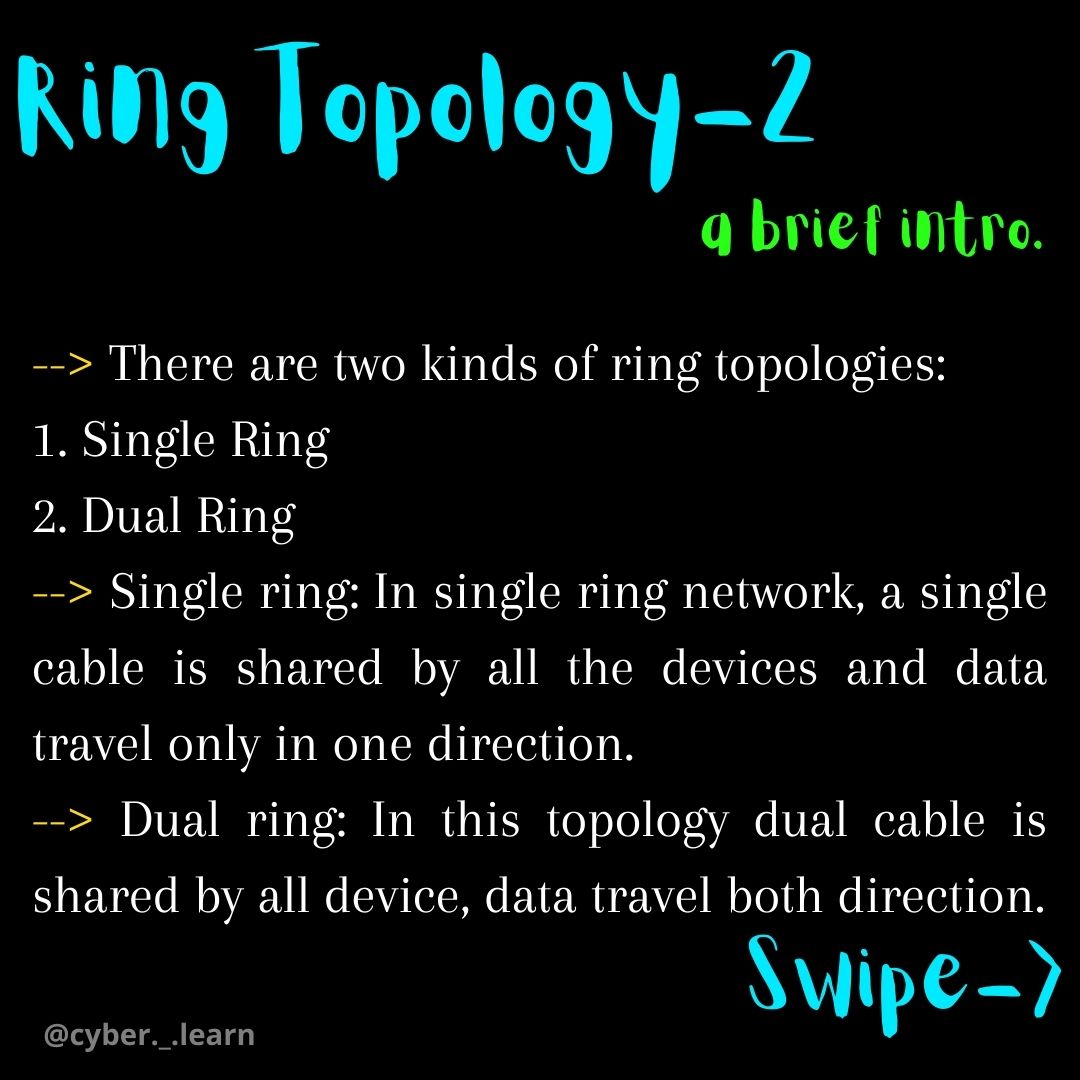 Ring Topology-2
a brief intro.
--> There are two kinds of ring topologies:
1. Single Ring
2. Dual Ring
--> Single ring: In single ring network, a single
cable is shared by all the devices and data
travel only in one direction.
--> Dual ring: In this topology dual cable is
shared by all device, data travel both direction.
Swipe->
@cyber._.learn